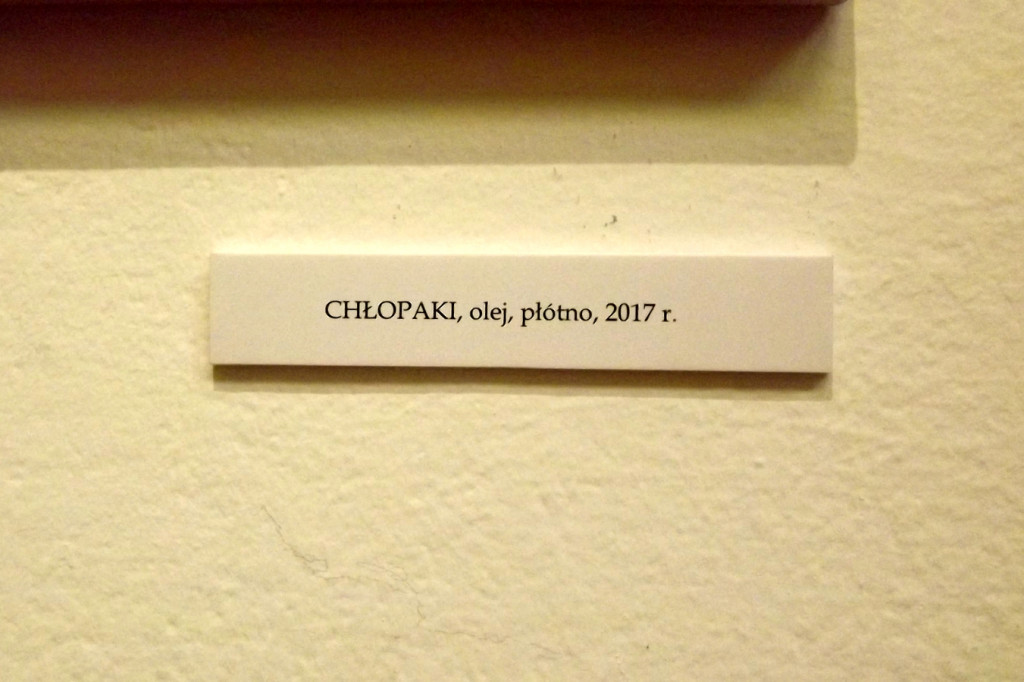 CHŁOPAKI, olej, płótno, 2017 r.